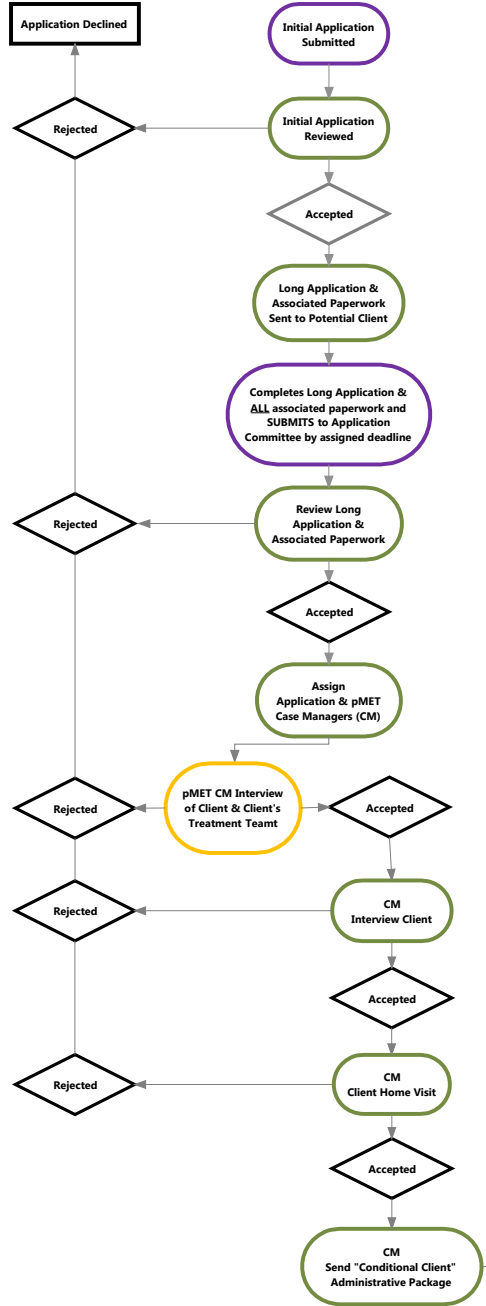 Application Declined
Initial Application
Submitted
Rejected
Initial Application
Reviewed
Accepted
Long Application &
Associated Paperwork
Sent to Potential Client
Completes Long Application &
ALL associated paperwork and
SUBMITS to Application
Committee by assigned deadline
Rejected
Review Long
Application &
Associated Paperwork
Accepted
Assign
Application & pMET
Case Managers (CM)
Rejected
pMET CM Interview
of Client & Client's
Treatment Teamt
Accepted
Rejected
CM
Interview Client
Accepted
Rejected
CM
Client Home Visit
Accepted
CM
Send "Conditional Client"
Administrative Package